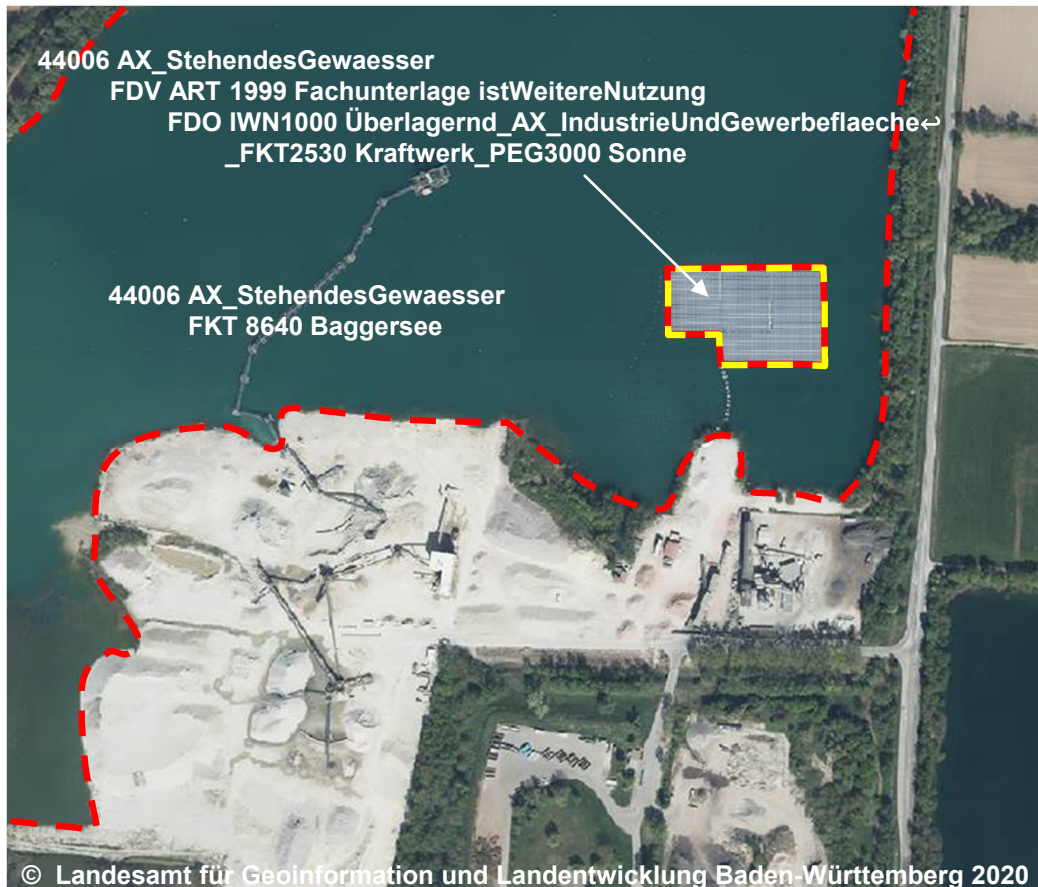 44006 AX_StehendesGewaesser
FDV ART 1999 Fachunterlage istWeitereNutzung
FDO IWN1000 Überlagernd_AX_IndustrieUndGewerbeflaeche↩
_FKT2530 Kraftwerk_PEG3000 Sonne
44006 AX_StehendesGewaesser
FKT 8640 Baggersee
© Landesamt für Geoinformation und Landentwicklung Baden-Württemberg 2020